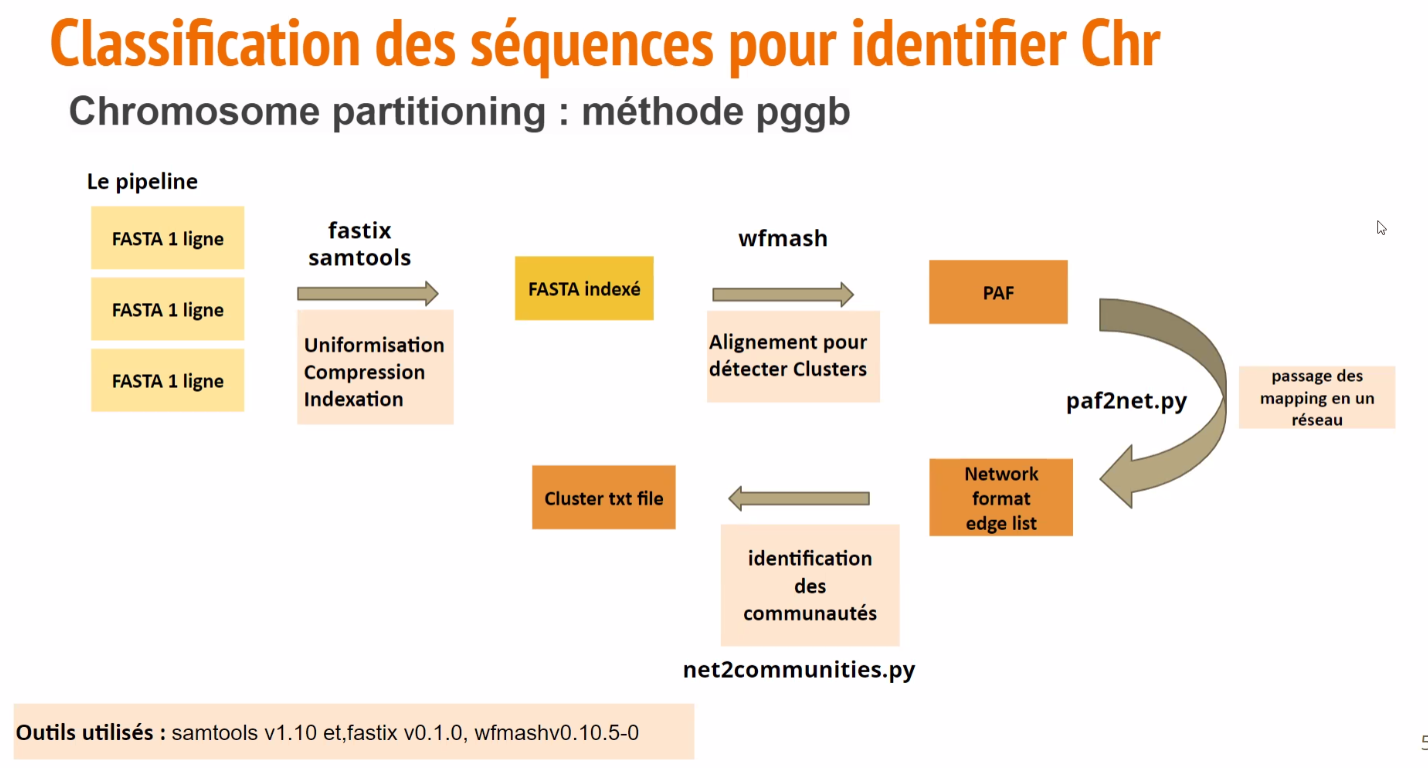 Classification des séquences pour identifier Chr
Chromosome partitioning : méthode pggb
Le pipeline
FASTA 1 ligne
FASTA 1 ligne
FASTA 1 ligne
fastix
samtools
Uniformisation
Compression
Indexation
FASTA indexé
wfmash
Alignement pour
détecter Clusters
PAF
paf2net.py
passage des
mapping en un
réseau
Network
format
edge list
identification
des
communautés
net2communities.py
Cluster txt file
Outils utilisés : samtools v1.10 et,fastix v0.1.0, wfmashv0.10.5-0
5